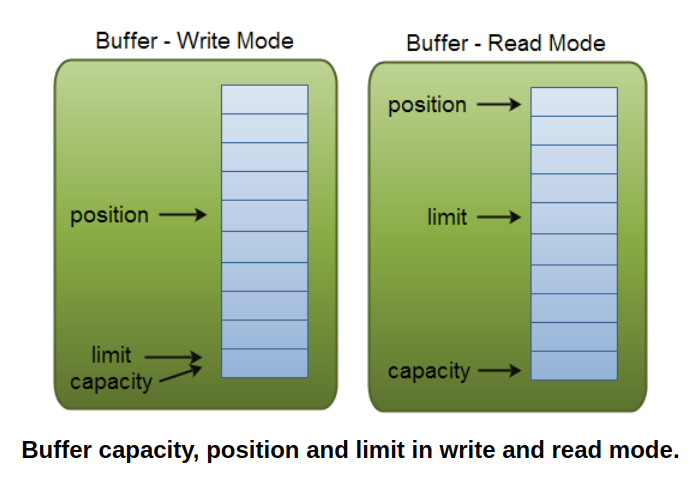 Buffer - Write Mode
position
limit
capacity
Buffer - Read Mode
position
limit
capacity
Buffer capacity, position and limit in write and read mode.